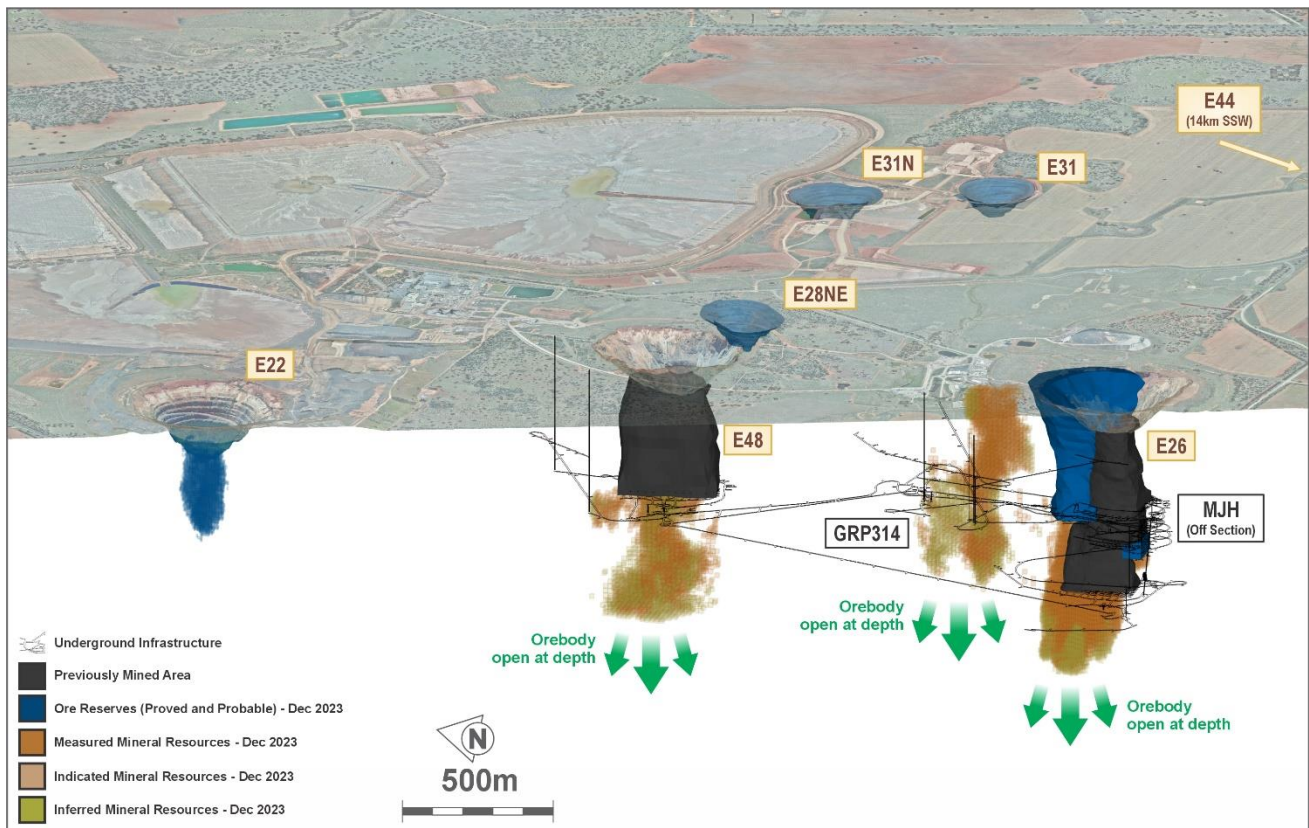 E44
(14km SSW)
E31N
E31
E28NE
E22
E48
E26
MJH
(Off Section)
GRP314
Orebody
open at depth
Orebody
open at depth
Orebody
open at depth
Underground Infrastructure
Previously Mined Area
Ore Reserves (Proved and Probable) - Dec 2023
Measured Mineral Resources - Dec 2023
Indicated Mineral Resources - Dec 2023
Inferred Mineral Resources - Dec 2023
N
500m